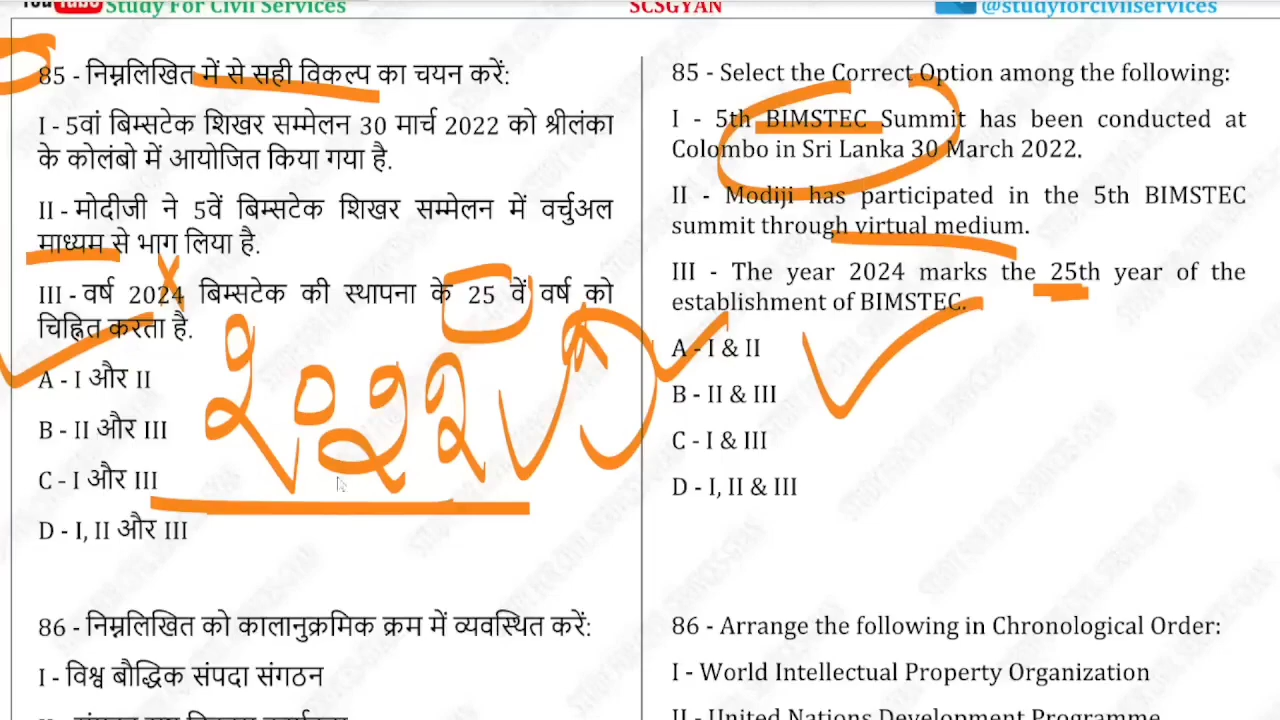 YouTube Study For Civil Services
SCSGYAN
@studyforcivilservices
85 - निम्नलिखित में से सही विकल्प का चयन करें:
I - 5वां बिम्सटेक शिखर सम्मेलन 30 मार्च 2022 को श्रीलंका
के कोलंबो में आयोजित किया गया है.
II - मोदीजी ने 5वें बिम्सटेक शिखर सम्मेलन में वर्चुअल
माध्यम से भाग लिया है.
III - वर्ष 2024 बिम्सटेक की स्थापना के 25 वें वर्ष को
चिह्नित करता है.
A - I और II
B - II और III
C - I और III
D - I, II और III
२०२२
86 - निम्नलिखित को कालानुक्रमिक क्रम में व्यवस्थित करें:
I - विश्व बौद्धिक संपदा संगठन
85 - Select the Correct Option among the following:
I - 5th BIMSTEC Summit has been conducted at
Colombo in Sri Lanka 30 March 2022.
II - Modiji has participated in the 5th BIMSTEC
summit through virtual medium.
III - The year 2024 marks the 25th year of the
establishment of BIMSTEC.
A - I & II
B - II & III
C - I & III
D - I, II & III
86 - Arrange the following in Chronological Order:
I - World Intellectual Property Organization
II - United Nations Development Programme